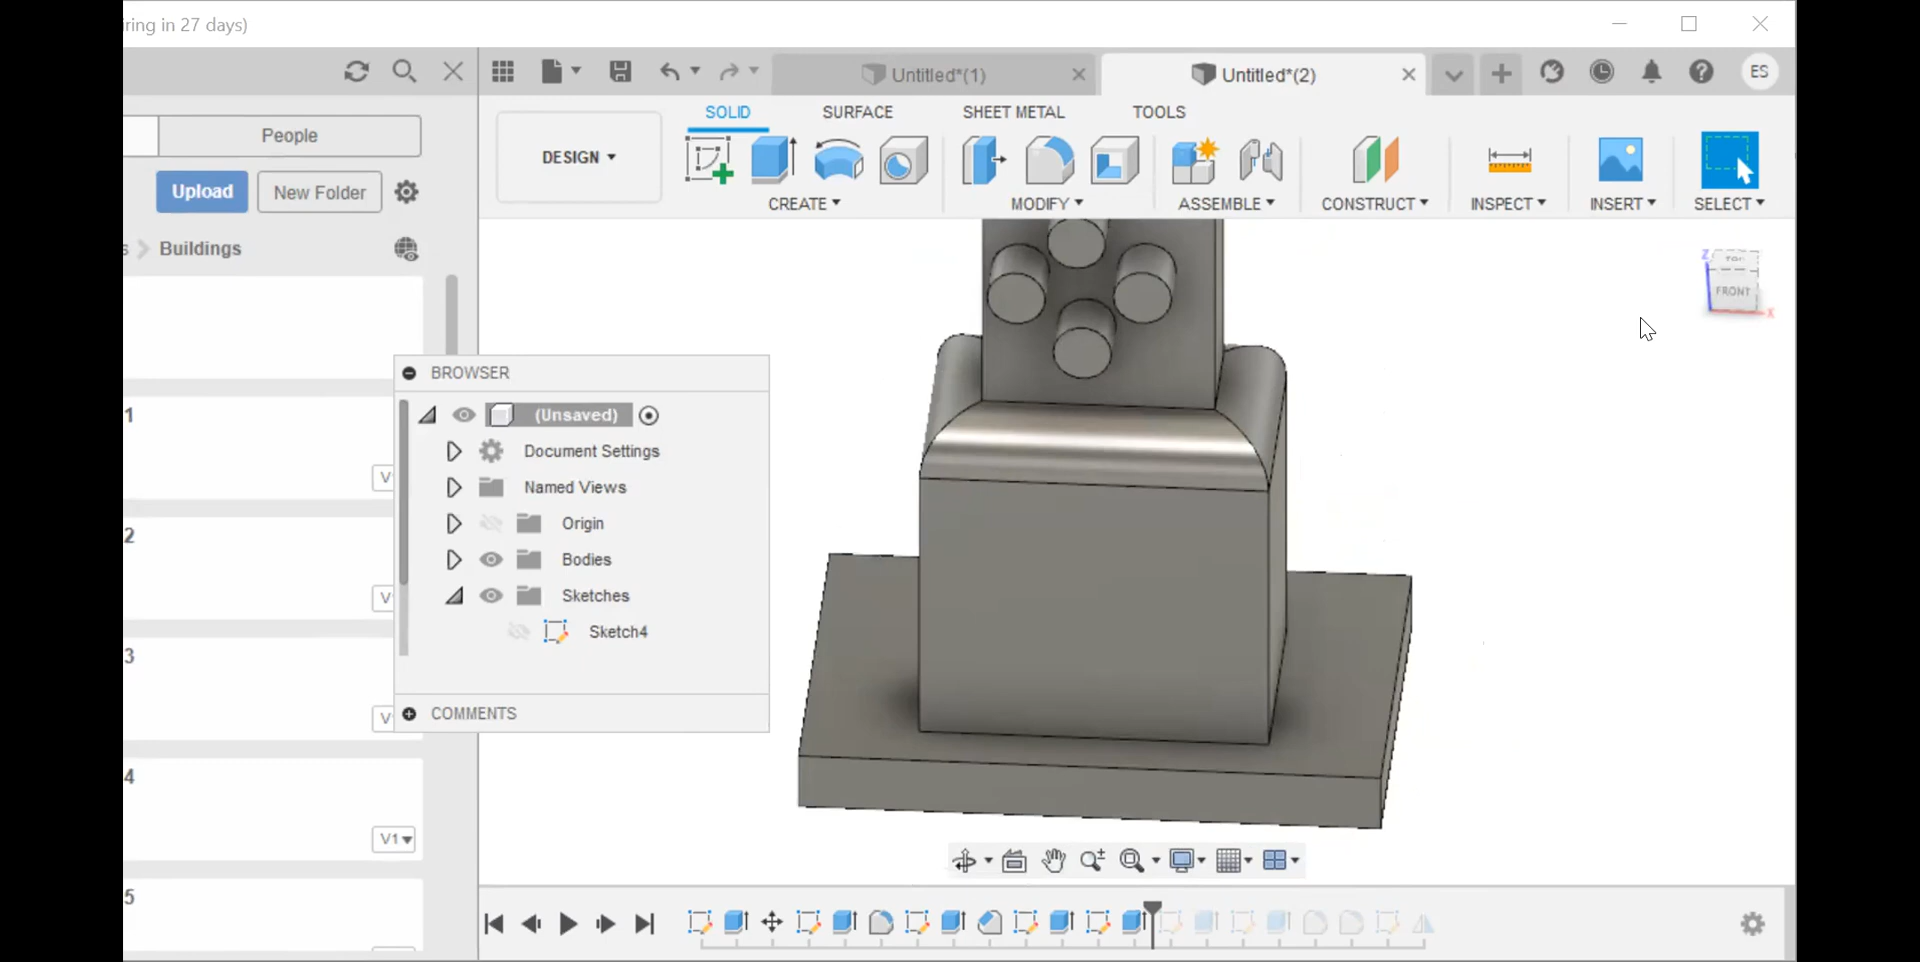 iring in 27 days)
Untitled*(1)
Untitled*(2)
ES
People
Upload
New Folder
s
Buildings
DESIGN
SOLID
SURFACE
SHEET METAL
TOOLS
CREATE
MODIFY
ASSEMBLE
CONSTRUCT
INSPECT
INSERT
SELECT
Z
TOP
FRONT
X
1
V
2
V
3
V
4
V1
5
BROWSER
(Unsaved)
Document Settings
Named Views
Origin
Bodies
Sketches
Sketch4
COMMENTS